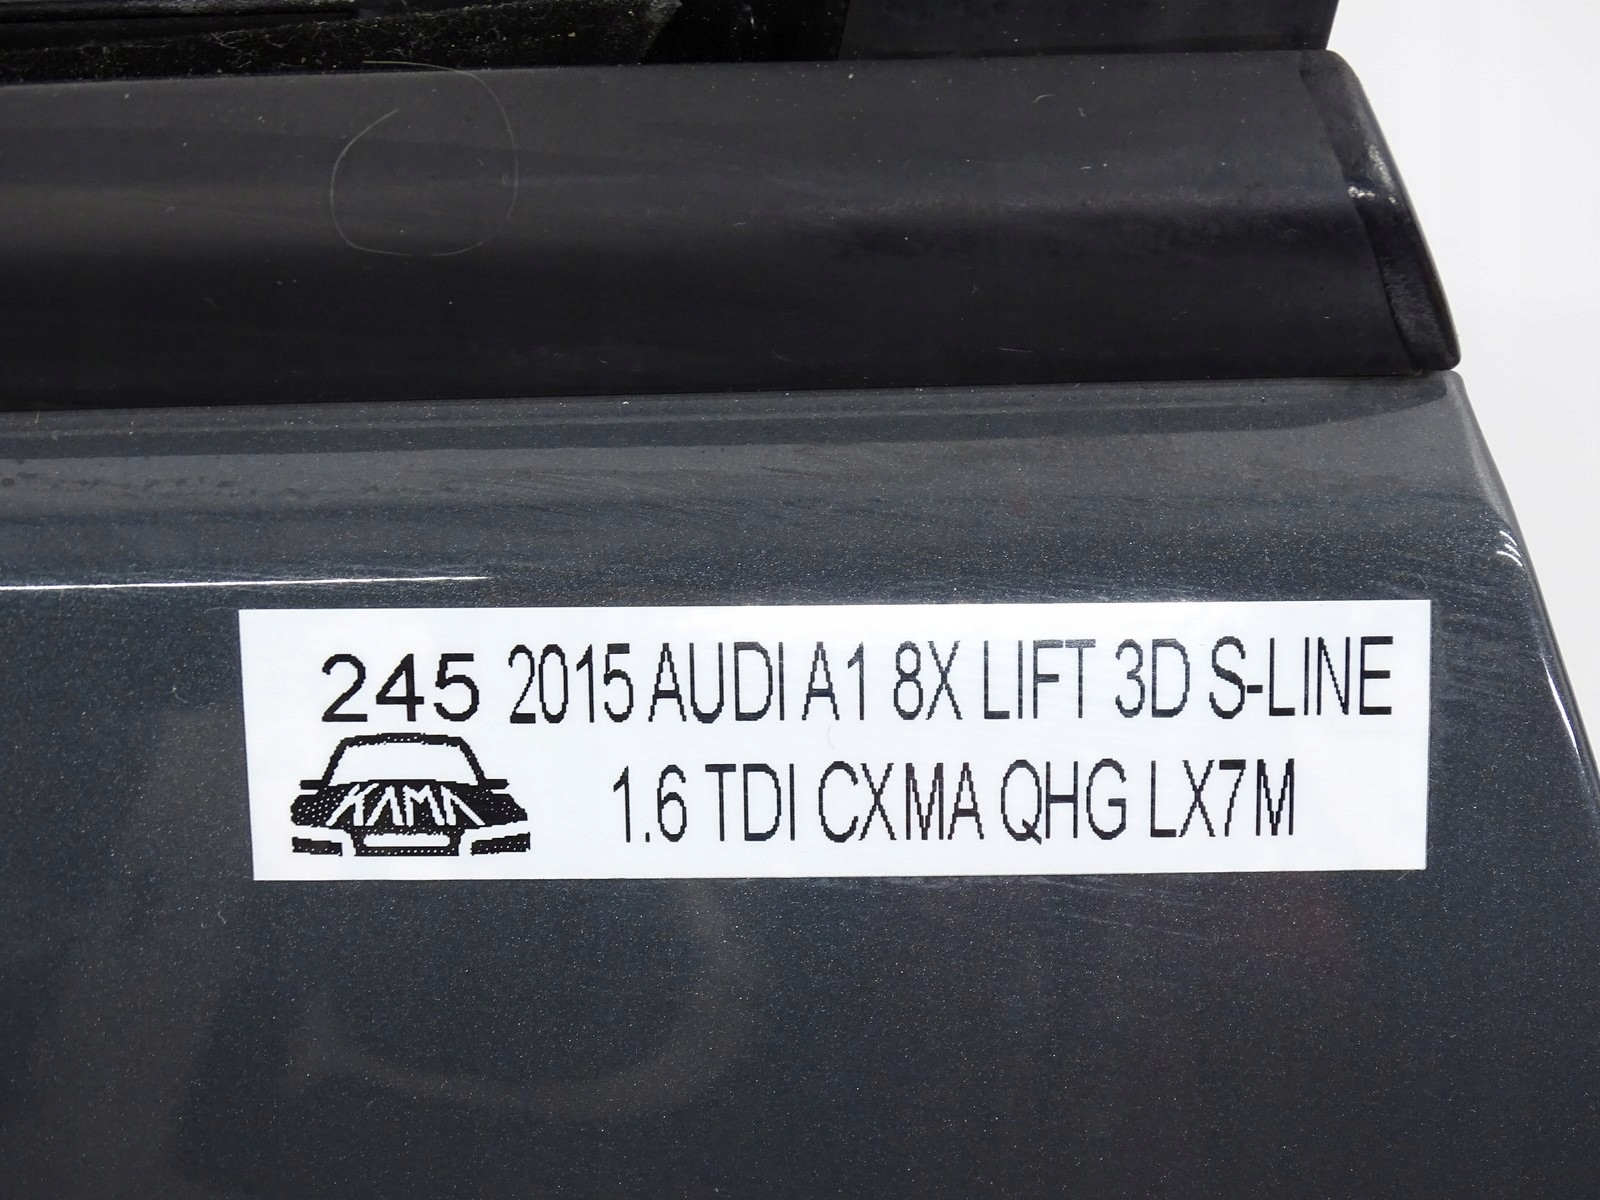 245 2015 AUDI A1 8X LIFT 3D S-LINE
KAMA 1.6 TDI CXMA QHG LX7M